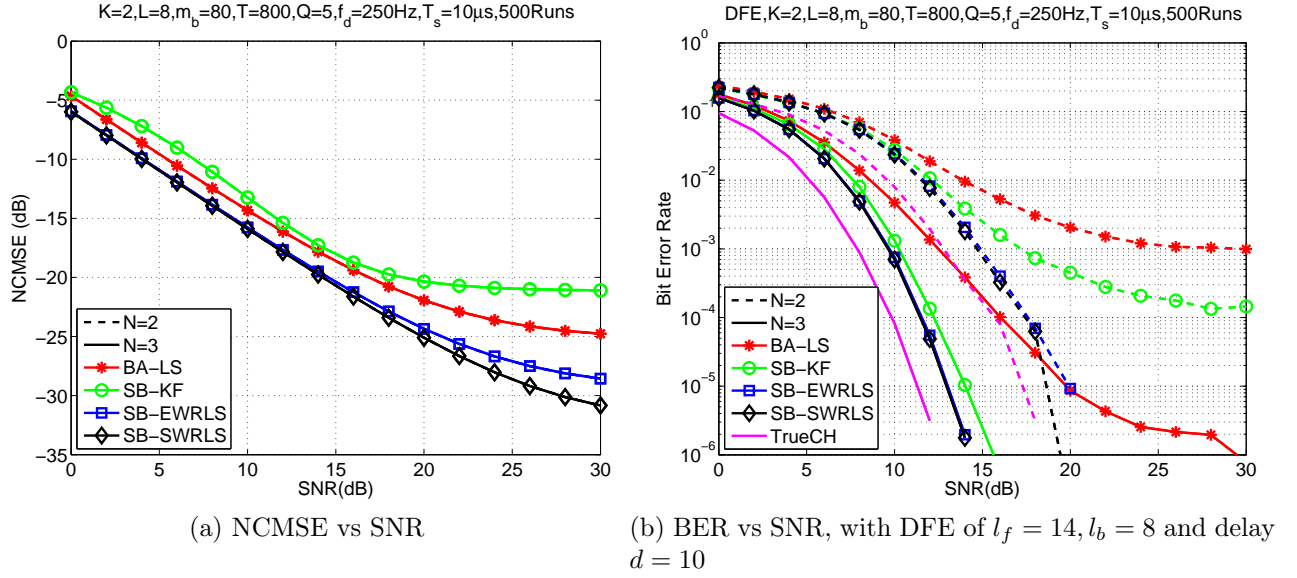 K=2,L=8,m_b=80,T=800,Q=5,f_d=250Hz,T_s=10μs,500Runs
0
−5
−10
−15
−20
−25
−30
−35
NCMSE (dB)
0 5 10 15 20 25 30
SNR(dB)
N=2
N=3
BA−LS
SB−KF
SB−EWRLS
SB−SWRLS
(a) NCMSE vs SNR
DFE,K=2,L=8,m_b=80,T=800,Q=5,f_d=250Hz,T_s=10μs,500Runs
10^0
10^−1
10^−2
10^−3
10^−4
10^−5
10^−6
Bit Error Rate
0 5 10 15 20 25 30
SNR(dB)
N=2
N=3
BA−LS
SB−KF
SB−EWRLS
SB−SWRLS
TrueCH
(b) BER vs SNR, with DFE of l_f = 14, l_b = 8 and delay
d = 10